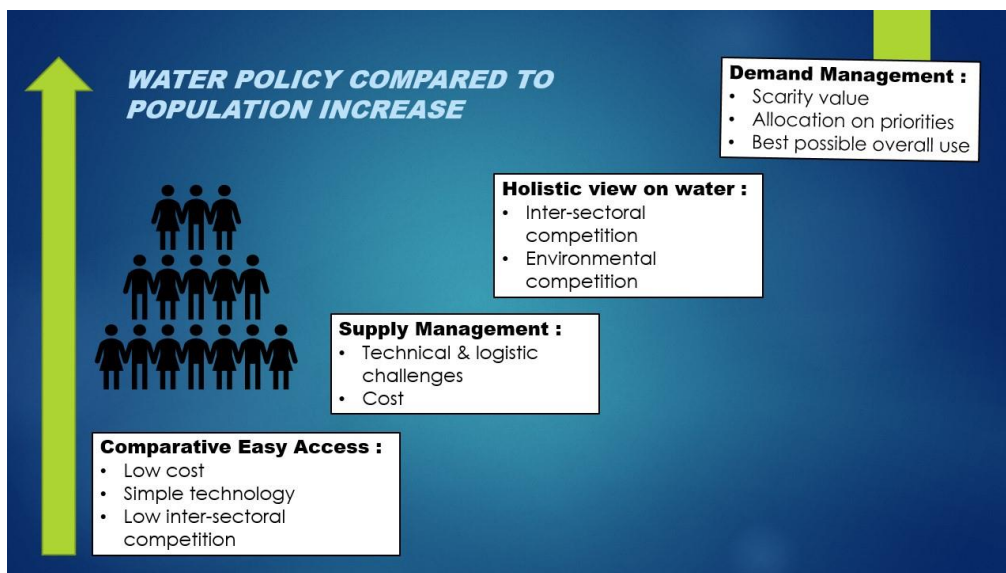 WATER POLICY COMPARED TO
POPULATION INCREASE
Demand Management :
• Scarity value
• Allocation on priorities
• Best possible overall use
Holistic view on water :
• Inter-sectoral
competition
• Environmental
competition
Supply Management :
• Technical & logistic
challenges
• Cost
Comparative Easy Access :
• Low cost
• Simple technology
• Low inter-sectoral
competition